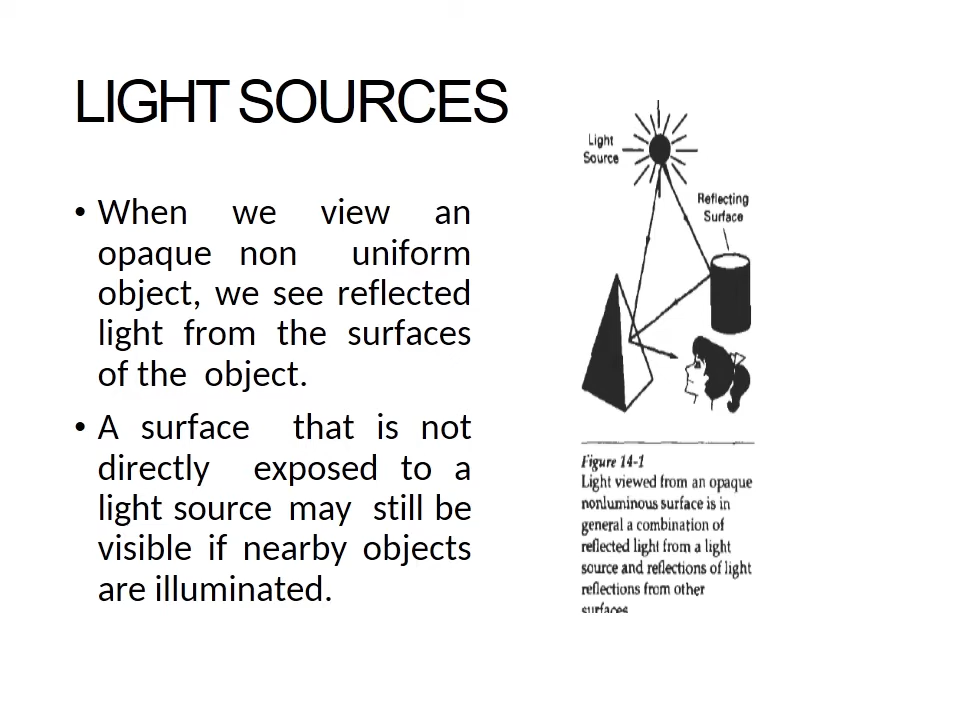 LIGHT SOURCES
• When we view an
opaque non uniform
object, we see reflected
light from the surfaces
of the object.
• A surface that is not
directly exposed to a
light source may still be
visible if nearby objects
are illuminated.
Light
Source
Reflecting
Surface
Figure 14-1
Light viewed from an opaque
nonluminous surface is in
general a combination of
reflected light from a light
source and reflections of light
reflections from other
surfaces